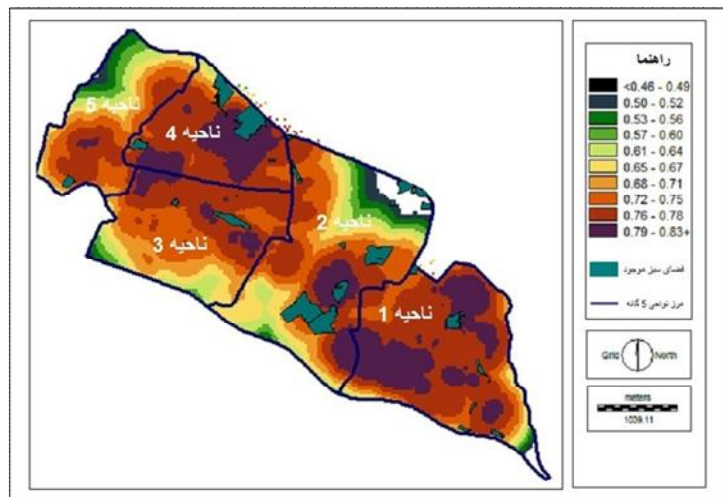 ناحیه 5
ناحیه 4
ناحیه 3
ناحیه 2
ناحیه 1
راهنما
<0.46 - 0.49
0.50 - 0.52
0.53 - 0.56
0.57 - 0.60
0.61 - 0.64
0.65 - 0.67
0.68 - 0.71
0.72 - 0.75
0.76 - 0.78
0.79 - 0.83+
فضای سبز موجود
مرز نواحی 5 گانه
Grid North
meters
1039.11